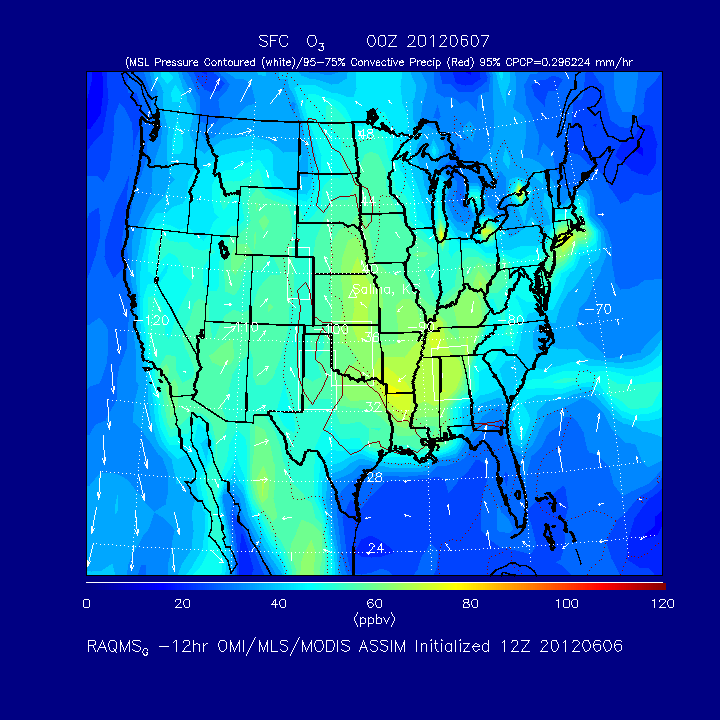 SFC O3 00Z 20120607
(MSL Pressure Contoured (white)/95-75% Convective Precip (Red) 95% CPCP=0.296224 mm/hr
Salina,
-120 -110 -100 -70
36
32
28
24
0 20 40 60 80 100 120
(ppbv)
RAQMSG -12hr OMI/MLS/MODIS ASSIM Initialized 12Z 20120606